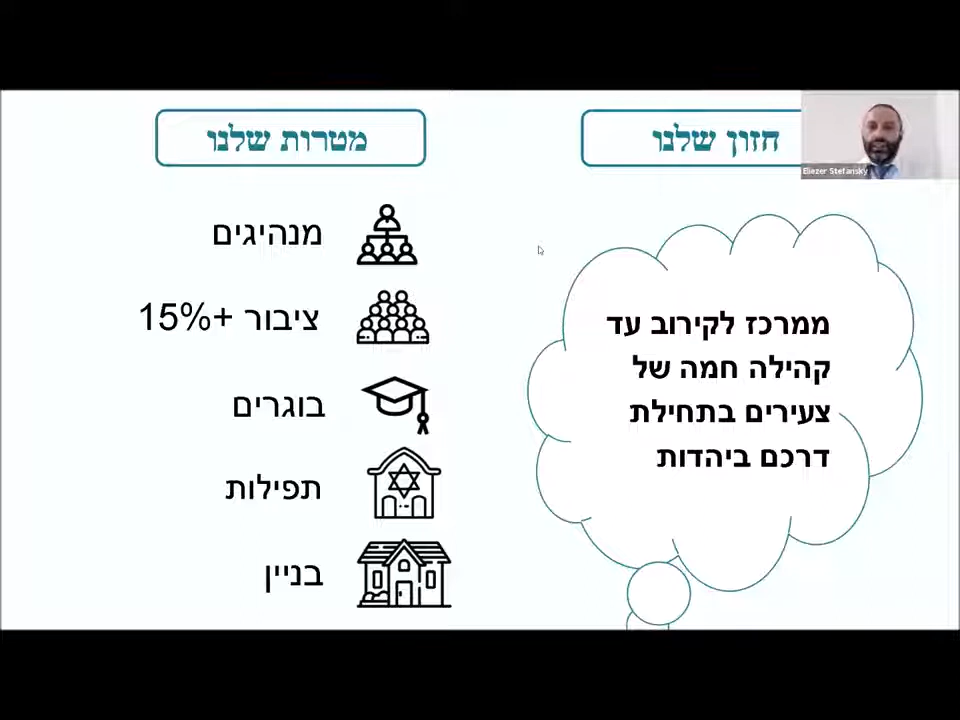 חזון שלנו
Eliezer Stefansky
ממרכז לקירוב עד
קהילה חמה של
צעירים בתחילת
דרכם ביהדות
מטרות שלנו
מנהיגים
ציבור +15%
בוגרים
תפילות
בניין